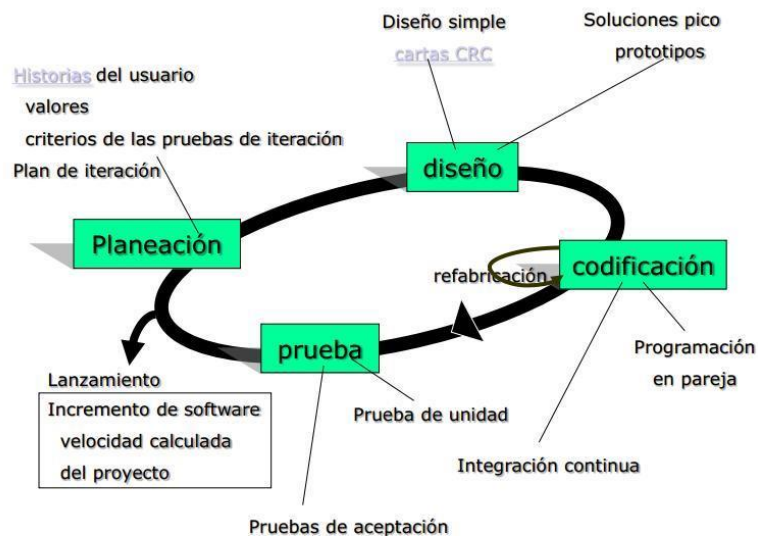 Diseño simple
cartas CRC
Soluciones pico
prototipos
Historias del usuario
valores
criterios de las pruebas de iteración
Plan de iteración
diseño
Planeación
refabricación
codificación
prueba
Programación
en pareja
Lanzamiento
Incremento de software
velocidad calculada
del proyecto
Prueba de unidad
Integración continua
Pruebas de aceptación